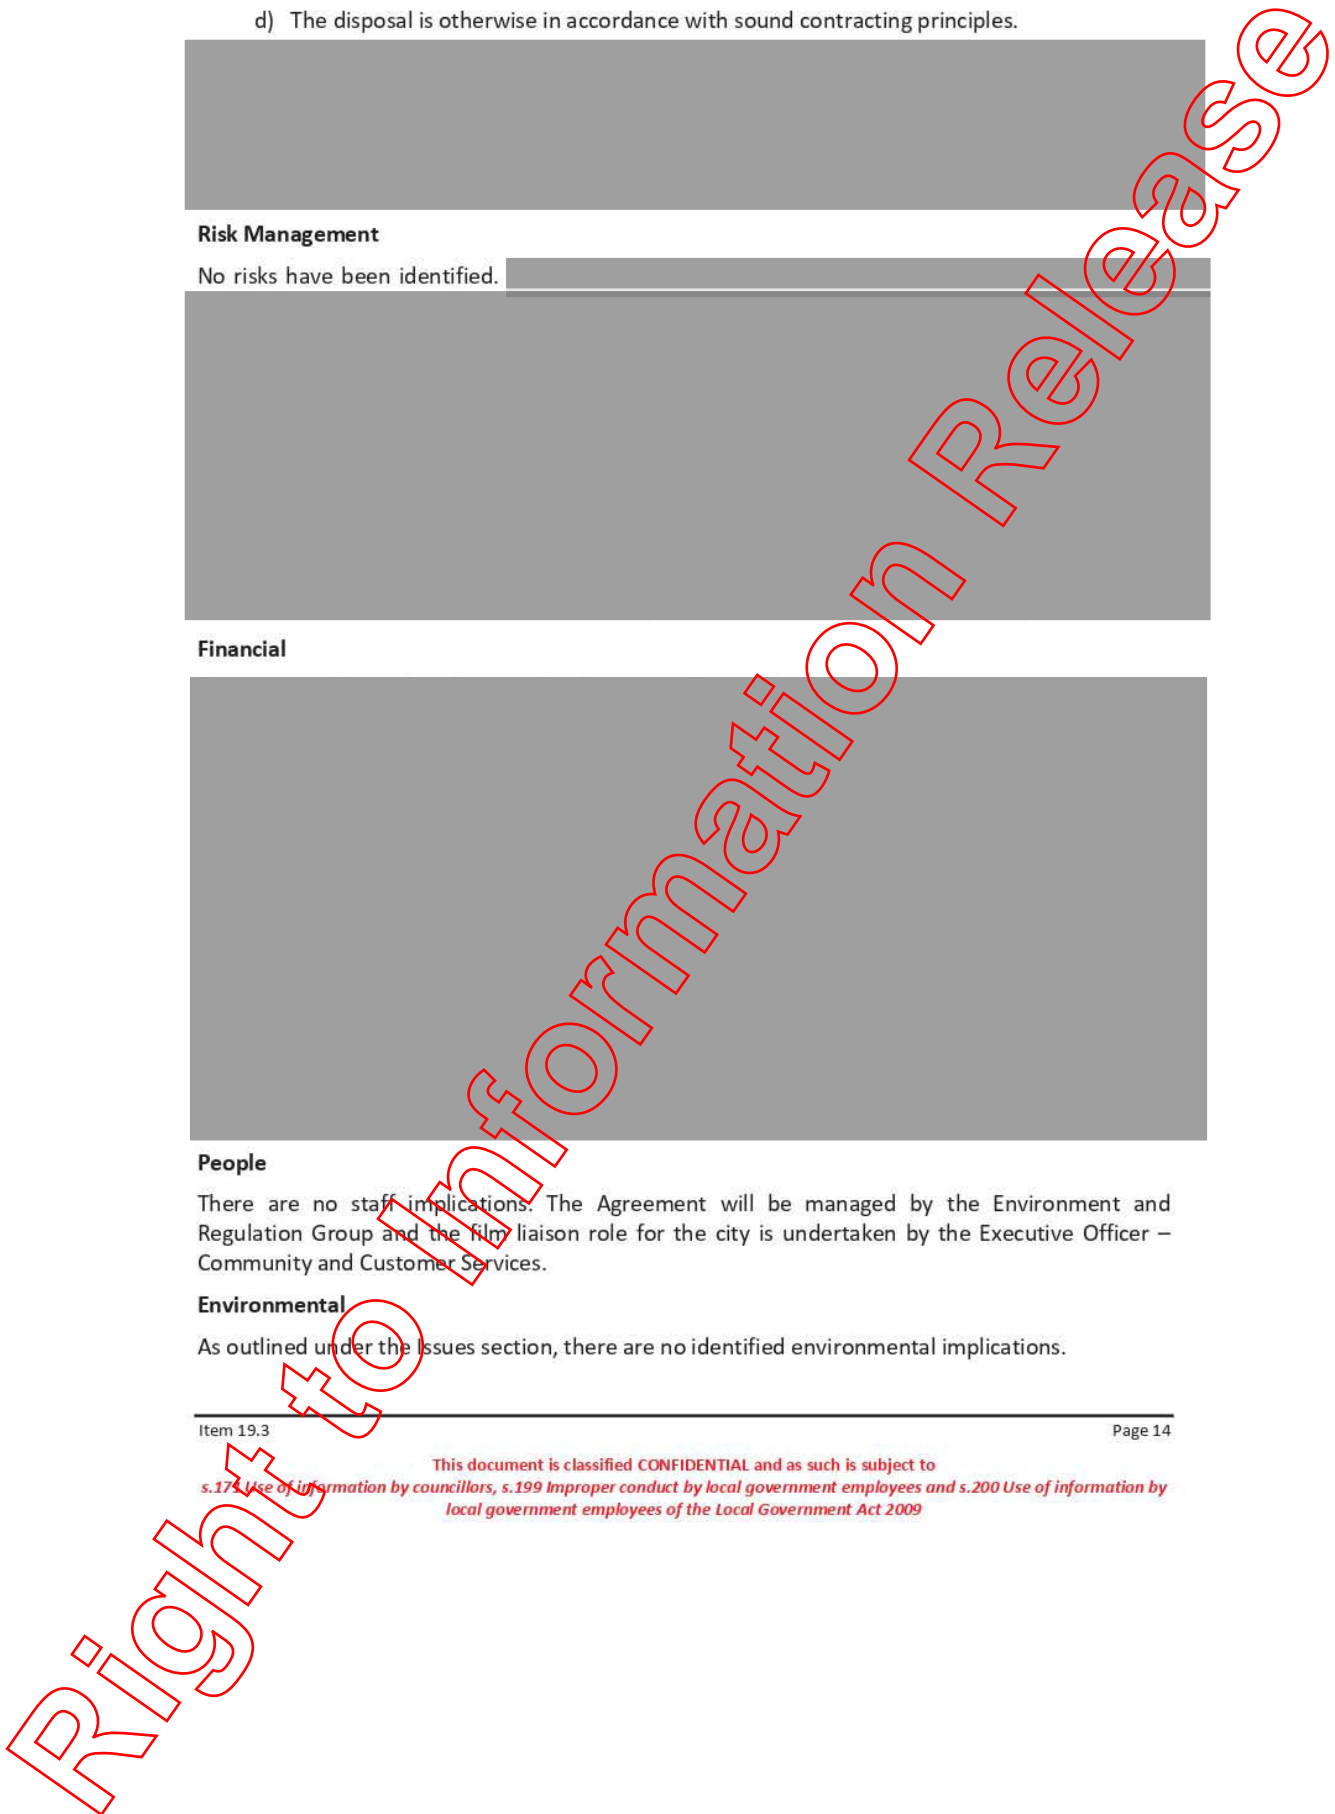 d) The disposal is otherwise in accordance with sound contracting principles.
Risk Management
No risks have been identified.
Financial
People
There are no staff implications. The Agreement will be managed by the Environment and
Regulation Group and the film liaison role for the city is undertaken by the Executive Officer –
Community and Customer Services.
Environmental
As outlined under the Issues section, there are no identified environmental implications.
Item 19.3 Page 14
This document is classified CONFIDENTIAL and as such is subject to
Use of information by councillors, s.199 Improper conduct by local government employees and s.200 Use of information by
local government employees of the Local Government Act 2009
Right to Information Release